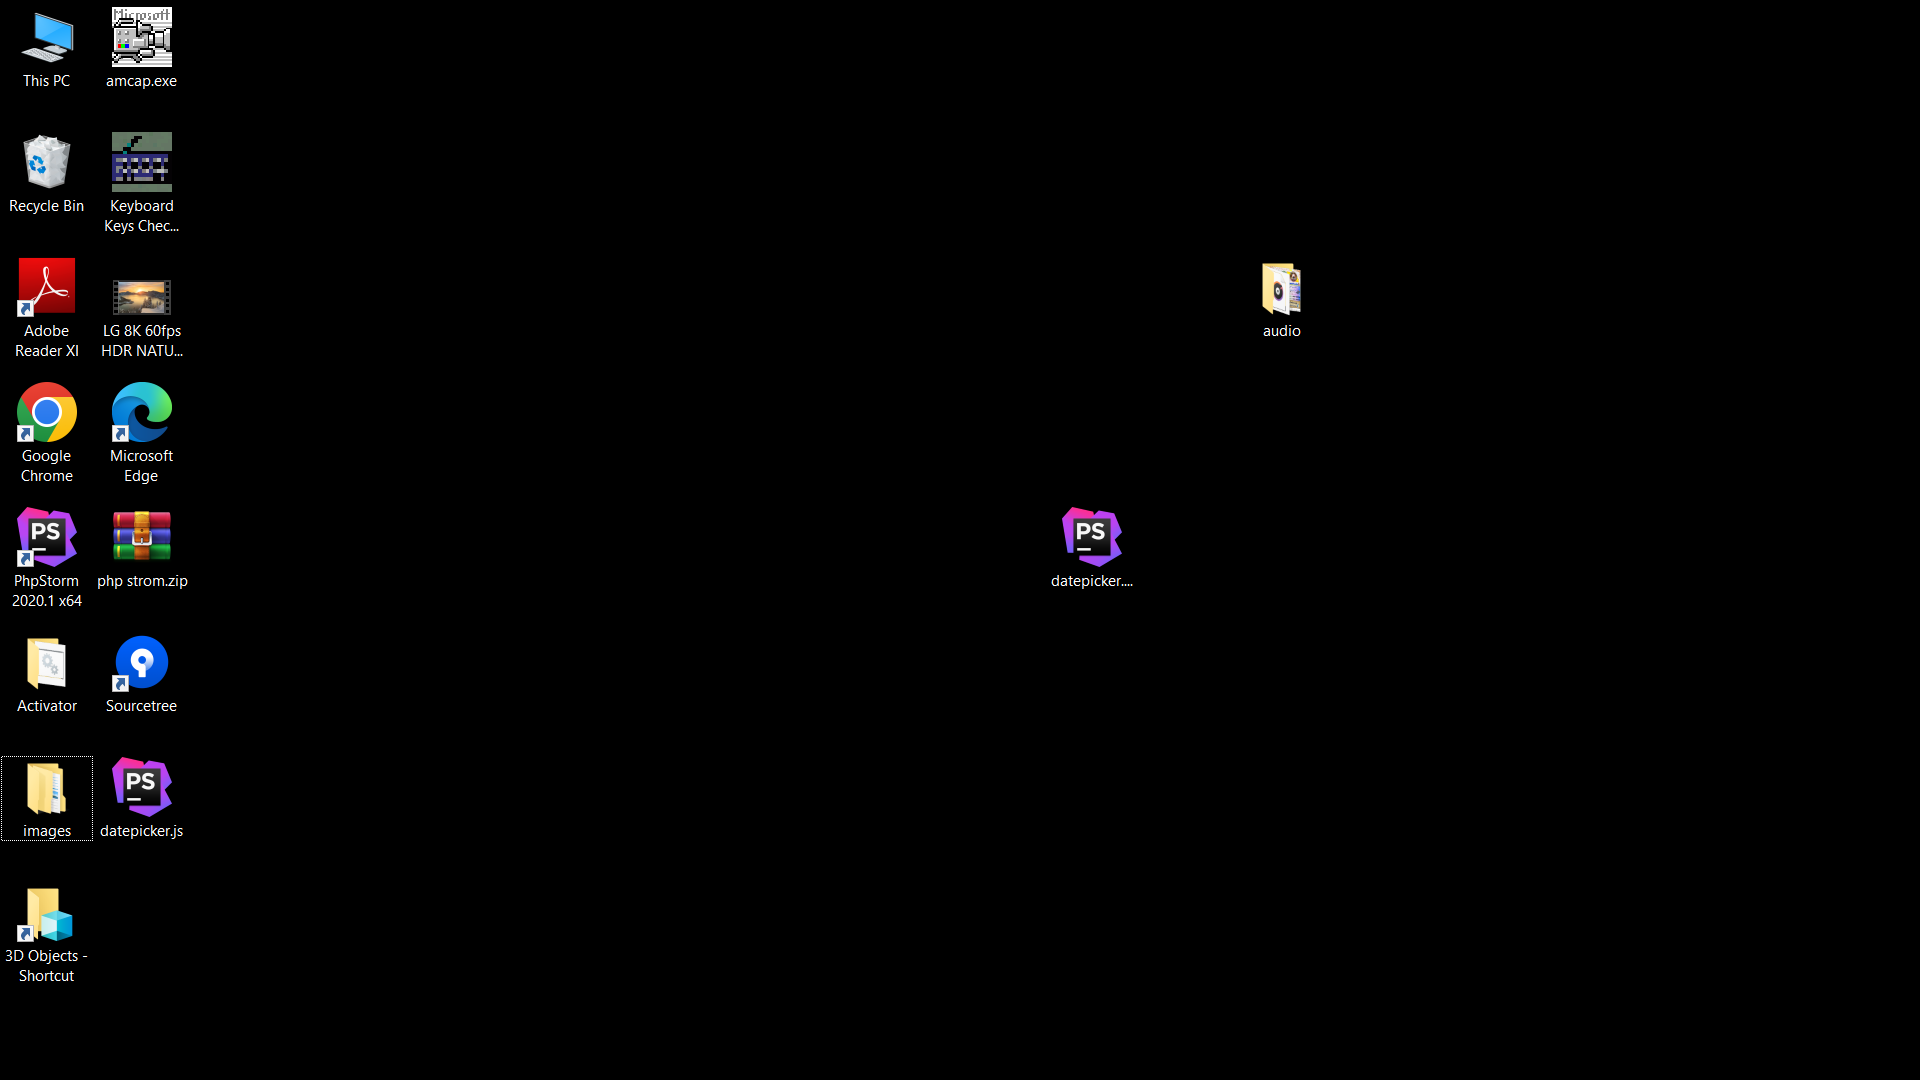 This PC
amcap.exe
Microsoft
Recycle Bin
Keyboard
Keys Chec...
Adobe
Reader XI
LG 8K 60fps
HDR NATU...
audio
Google
Chrome
Microsoft
Edge
PS
PhpStorm
2020.1 x64
php strom.zip
PS
datepicker....
Activator
Sourcetree
images
PS
datepicker.js
3D Objects -
Shortcut